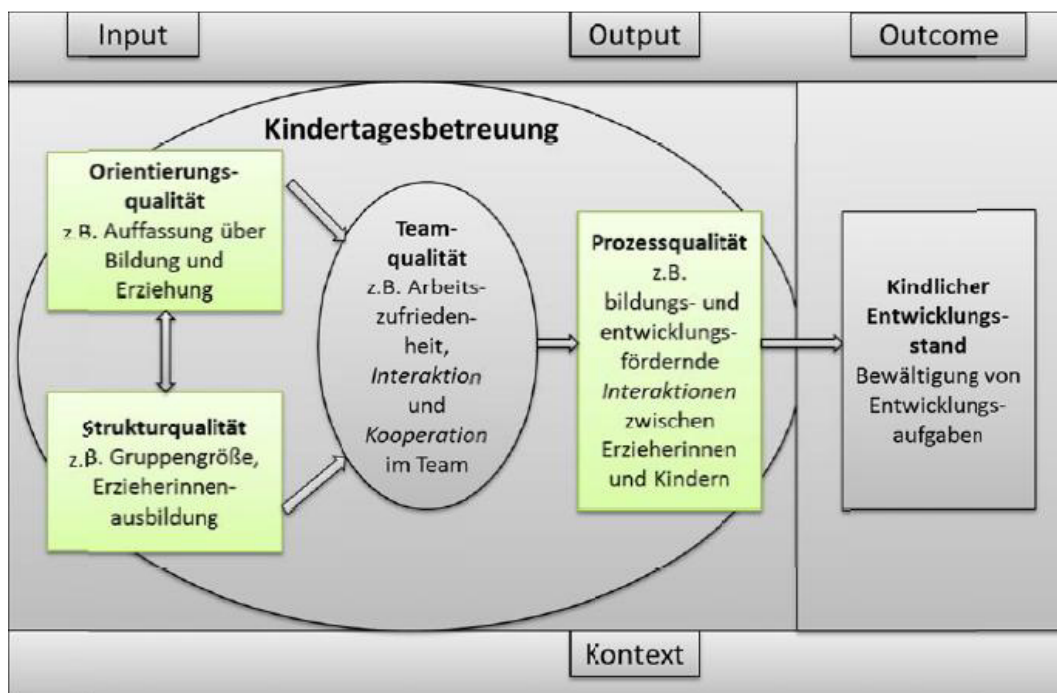 Input
Output
Outcome
Kindertagesbetreuung
Orientierungs-
qualität
z.B. Auffassung über
Bildung und
Erziehung
Strukturqualität
z.B. Gruppengröße,
Erzieherinnen-
ausbildung
Team-
qualität
z.B. Arbeits-
zufrieden-
heit,
Interaktion
und
Kooperation
im Team
Prozessqualität
z.B.
bildungs- und
entwicklungs-
fördernde
Interaktionen
zwischen
Erzieherinnen
und Kindern
Kindlicher
Entwicklungs-
stand
Bewältigung von
Entwicklungs-
aufgaben
Kontext